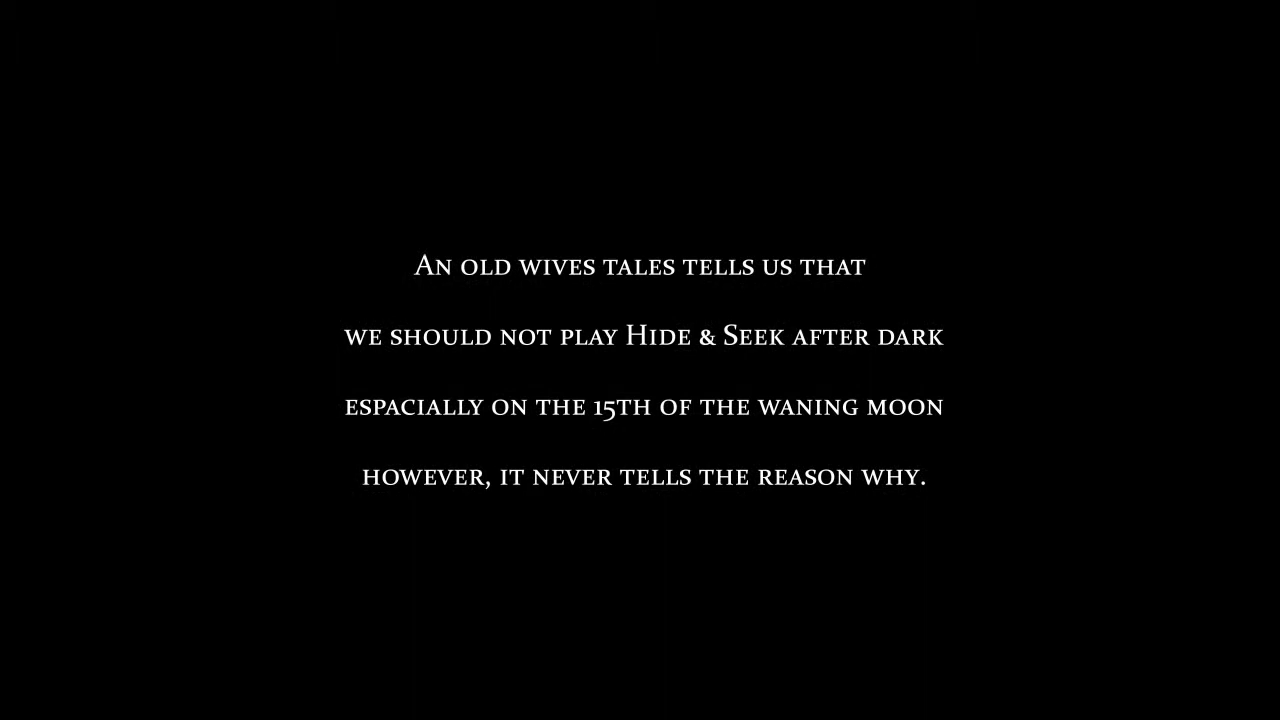 An old wives tales tells us that
we should not play Hide & Seek after dark
espacially on the 15th of the waning moon
however, it never tells the reason why.